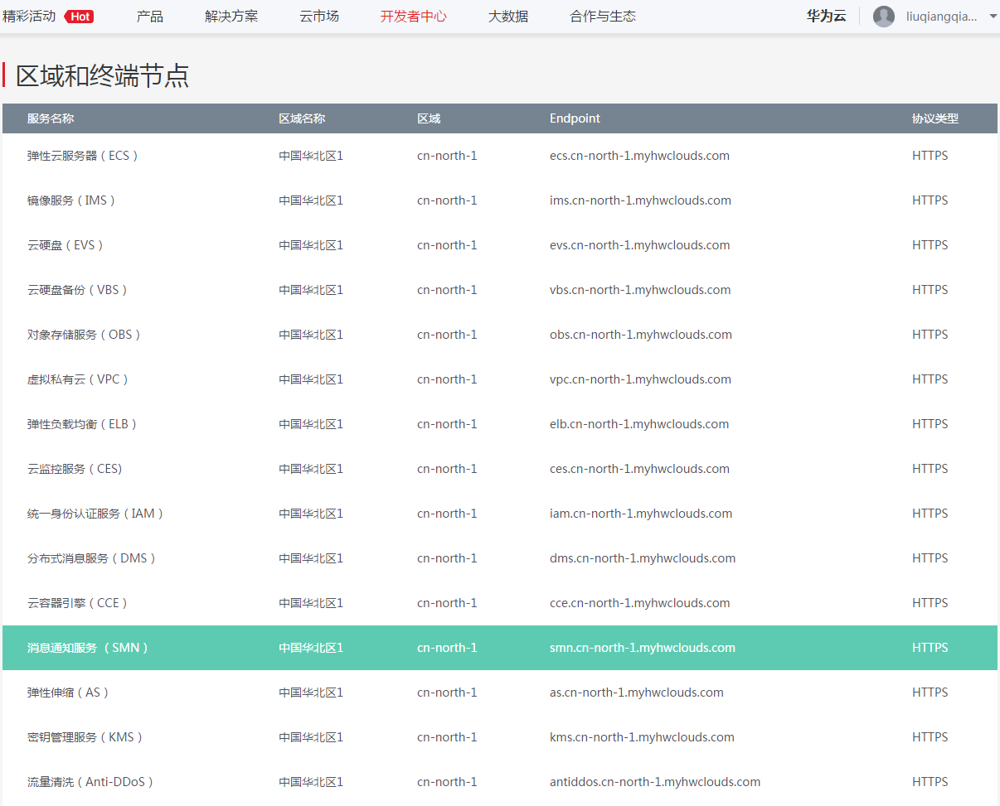 精彩活动 Hot 产品 解决方案 云市场 开发者中心 大数据 合作与生态 华为云 liuqiangqia...
区域和终端节点
服务名称 区域名称 区域 Endpoint 协议类型
弹性云服务器（ECS） 中国华北区1 cn-north-1 ecs.cn-north-1.myhwclouds.com HTTPS
镜像服务（IMS） 中国华北区1 cn-north-1 ims.cn-north-1.myhwclouds.com HTTPS
云硬盘（EVS） 中国华北区1 cn-north-1 evs.cn-north-1.myhwclouds.com HTTPS
云硬盘备份（VBS） 中国华北区1 cn-north-1 vbs.cn-north-1.myhwclouds.com HTTPS
对象存储服务（OBS） 中国华北区1 cn-north-1 obs.cn-north-1.myhwclouds.com HTTPS
虚拟私有云（VPC） 中国华北区1 cn-north-1 vpc.cn-north-1.myhwclouds.com HTTPS
弹性负载均衡（ELB） 中国华北区1 cn-north-1 elb.cn-north-1.myhwclouds.com HTTPS
云监控服务（CES) 中国华北区1 cn-north-1 ces.cn-north-1.myhwclouds.com HTTPS
统一身份认证服务（IAM） 中国华北区1 cn-north-1 iam.cn-north-1.myhwclouds.com HTTPS
分布式消息服务（DMS） 中国华北区1 cn-north-1 dms.cn-north-1.myhwclouds.com HTTPS
云容器引擎（CCE） 中国华北区1 cn-north-1 cce.cn-north-1.myhwclouds.com HTTPS
消息通知服务 （SMN） 中国华北区1 cn-north-1 smn.cn-north-1.myhwclouds.com HTTPS
弹性伸缩（AS） 中国华北区1 cn-north-1 as.cn-north-1.myhwclouds.com HTTPS
密钥管理服务（KMS） 中国华北区1 cn-north-1 kms.cn-north-1.myhwclouds.com HTTPS
流量清洗（Anti-DDoS） 中国华北区1 cn-north-1 antiddos.cn-north-1.myhwclouds.com HTTPS